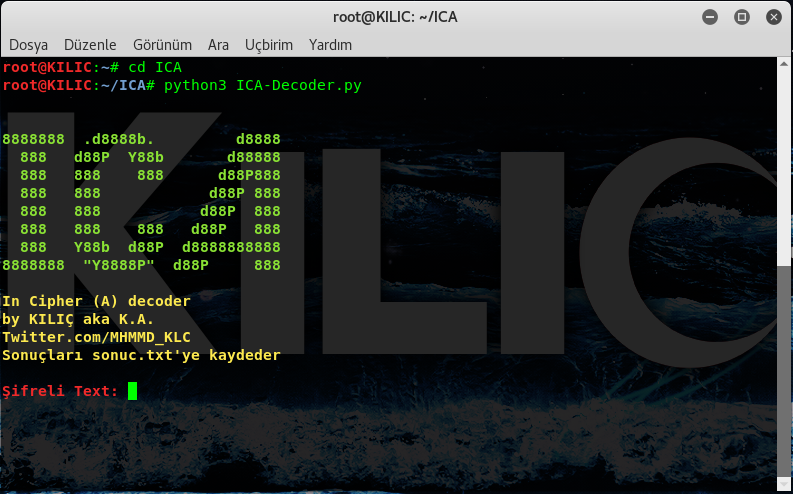 root@KILIC: ~/ICA
Dosya Düzenle Görünüm Ara Uçbirim Yardım
root@KILIC:~# cd ICA
root@KILIC:~/ICA# python3 ICA-Decoder.py
8888888  .d8888b.         d8888
  888   d88P  Y88b       d88888
  888   888    888      d88P888
  888   888            d88P 888
  888   888           d88P  888
  888   888    888   d88P   888
  888   Y88b  d88P  d8888888888
8888888  "Y8888P"  d88P     888
In Cipher (A) decoder
by KILIÇ aka K.A.
Twitter.com/MHMMD_KLC
Sonuçları sonuc.txt'ye kaydeder
Şifreli Text:
KILIC